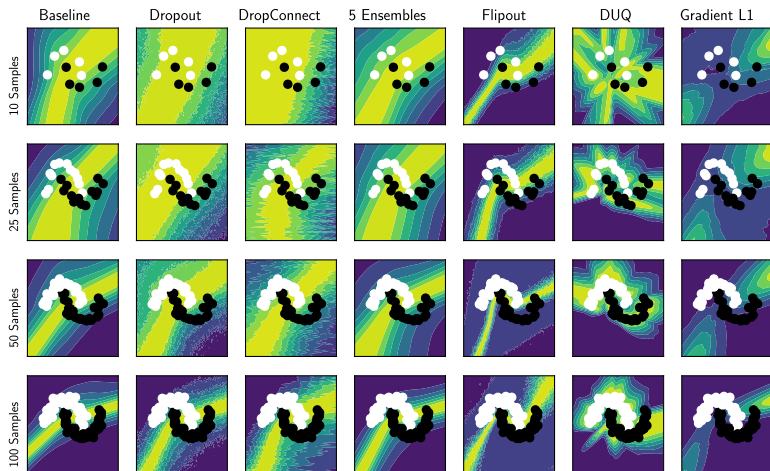 Baseline Dropout DropConnect 5 Ensembles Flipout DUQ Gradient L1
10 Samples
25 Samples
50 Samples
100 Samples